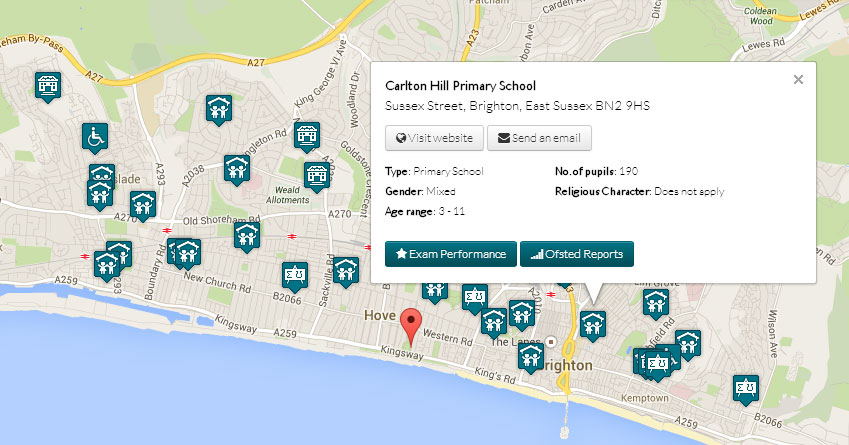 Carden Ave
Coldean
Wood
Lewes Rd
Lewes Rd
eham By-Pass
A27
A27
A23
King George VI Ave
Woodland Dr
Goldstone Crescent
Carlton Hill Primary School
×
Sussex Street, Brighton, East Sussex BN2 9HS
Visit website
Send an email
Type: Primary School
No. of pupils: 190
Gender: Mixed
Religious Character: Does not apply
Age range: 3 - 11
Exam Performance
Ofsted Reports
ngleton Rd
A2038
slade
Weald Allotments
A270
A270
Old Shoreham Rd
A293
Boundary Rd
A259
A293
New Church Rd
Sackville Rd
B2066
B2066
Kingsway
A259
Hove
Western Rd
Kingsway
A2010
Elm Grove
The Lanes
righton
King's Rd
field Rd
Wilson Ave
Kemptown